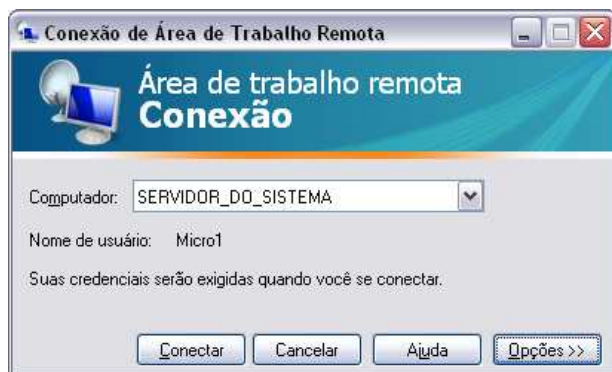 Conexão de Área de Trabalho Remota
Área de trabalho remota
Conexão
Computador: SERVIDOR_DO_SISTEMA
Nome de usuário: Micro1
Suas credenciais serão exigidas quando você se conectar.
Conectar Cancelar Ajuda Opções >>